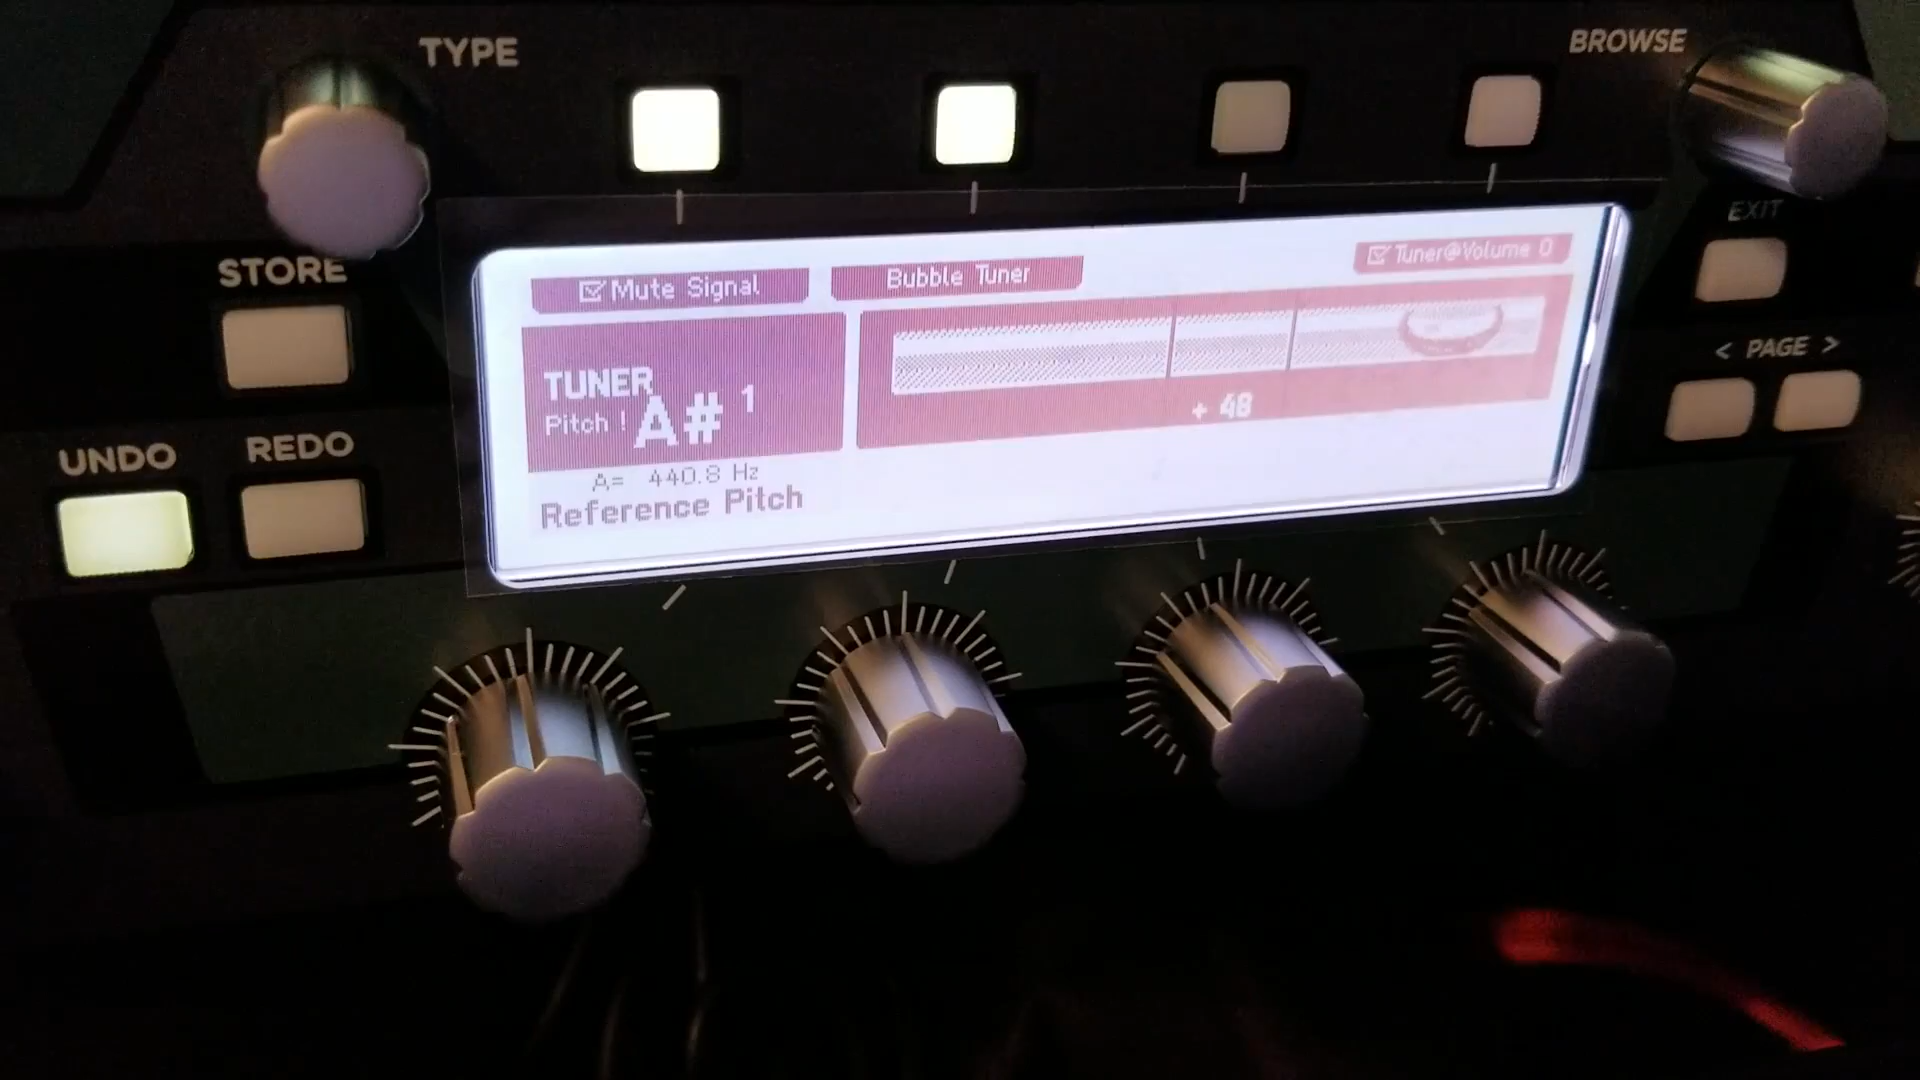 TYPE
BROWSE
EXIT
STORE
< PAGE >
UNDO
REDO
Mute Signal
Bubble Tuner
Tuner@Volume 0
TUNER
Pitch ! A# 1
+ 48
A= 440.8 Hz
Reference Pitch